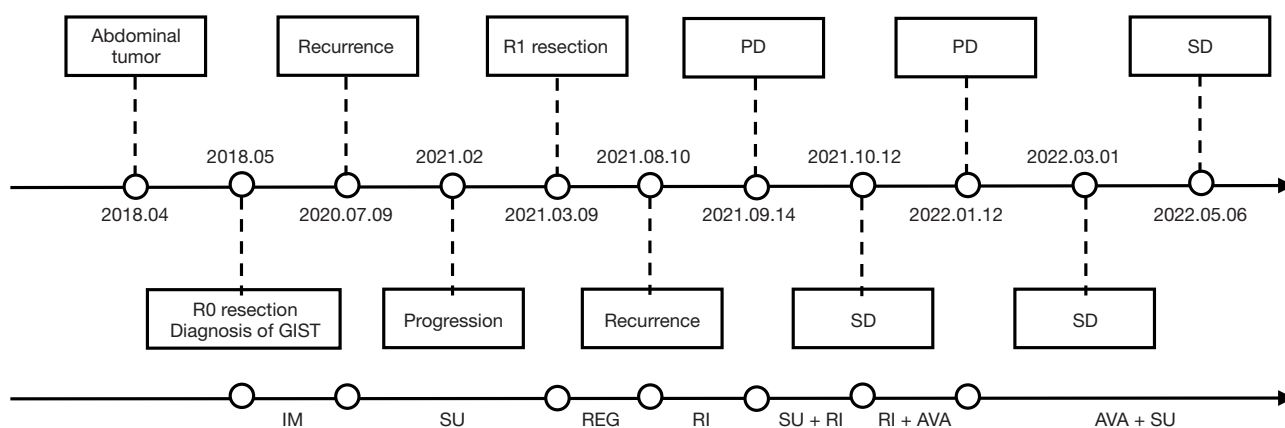 Abdominal
tumor
Recurrence
R1 resection
PD
PD
SD
2018.05
2021.02
2021.08.10
2021.10.12
2022.03.01
2018.04
2020.07.09
2021.03.09
2021.09.14
2022.01.12
2022.05.06
R0 resection
Diagnosis of GIST
Progression
Recurrence
SD
SD
IM
SU
REG
RI
SU + RI
RI + AVA
AVA + SU